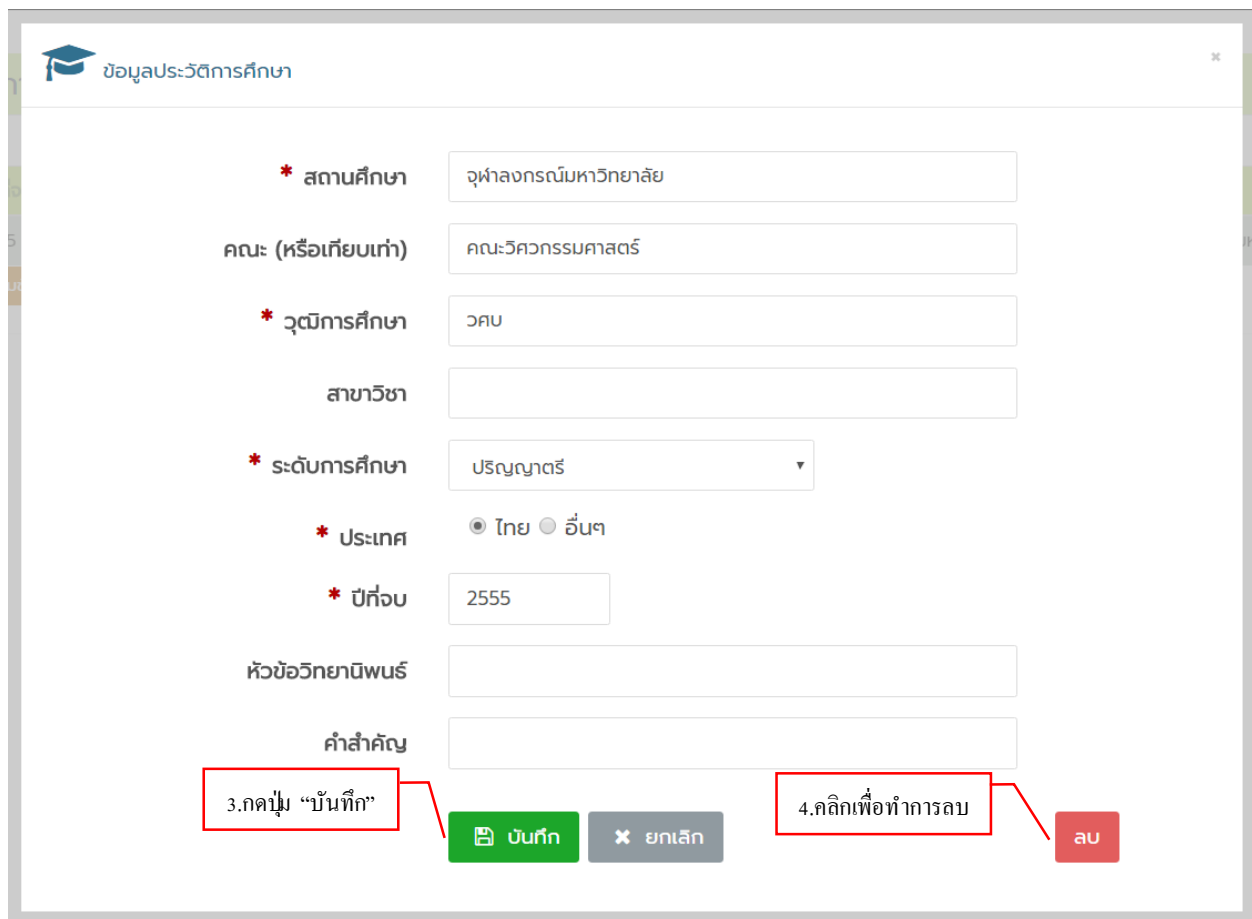 ข้อมูลประวัติการศึกษา ×
* สถานศึกษา จุฬาลงกรณ์มหาวิทยาลัย
คณะ (หรือเทียบเท่า) คณะวิศวกรรมศาสตร์
* วุฒิการศึกษา วศบ
สาขาวิชา
* ระดับการศึกษา ปริญญาตรี
* ประเทศ ไทย อื่นๆ
* ปีที่จบ 2555
หัวข้อวิทยานิพนธ์
คำสำคัญ
3.กดปุ่ม “บันทึก” 4.คลิกเพื่อทำการลบ
บันทึก ยกเลิก ลบ